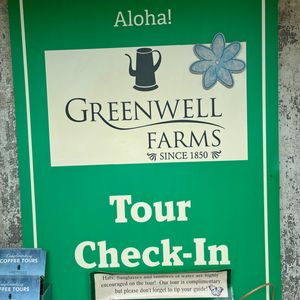 Aloha!
GREENWELL
FARMS
SINCE 1850
Tour
Check-In
Hats, Sunglasses and bottles of water are highly
encouraged on the tour! Our tour is complimentary
but please don't forget to tip your guide!
COFFEE TOURS
COFFEE TOURS